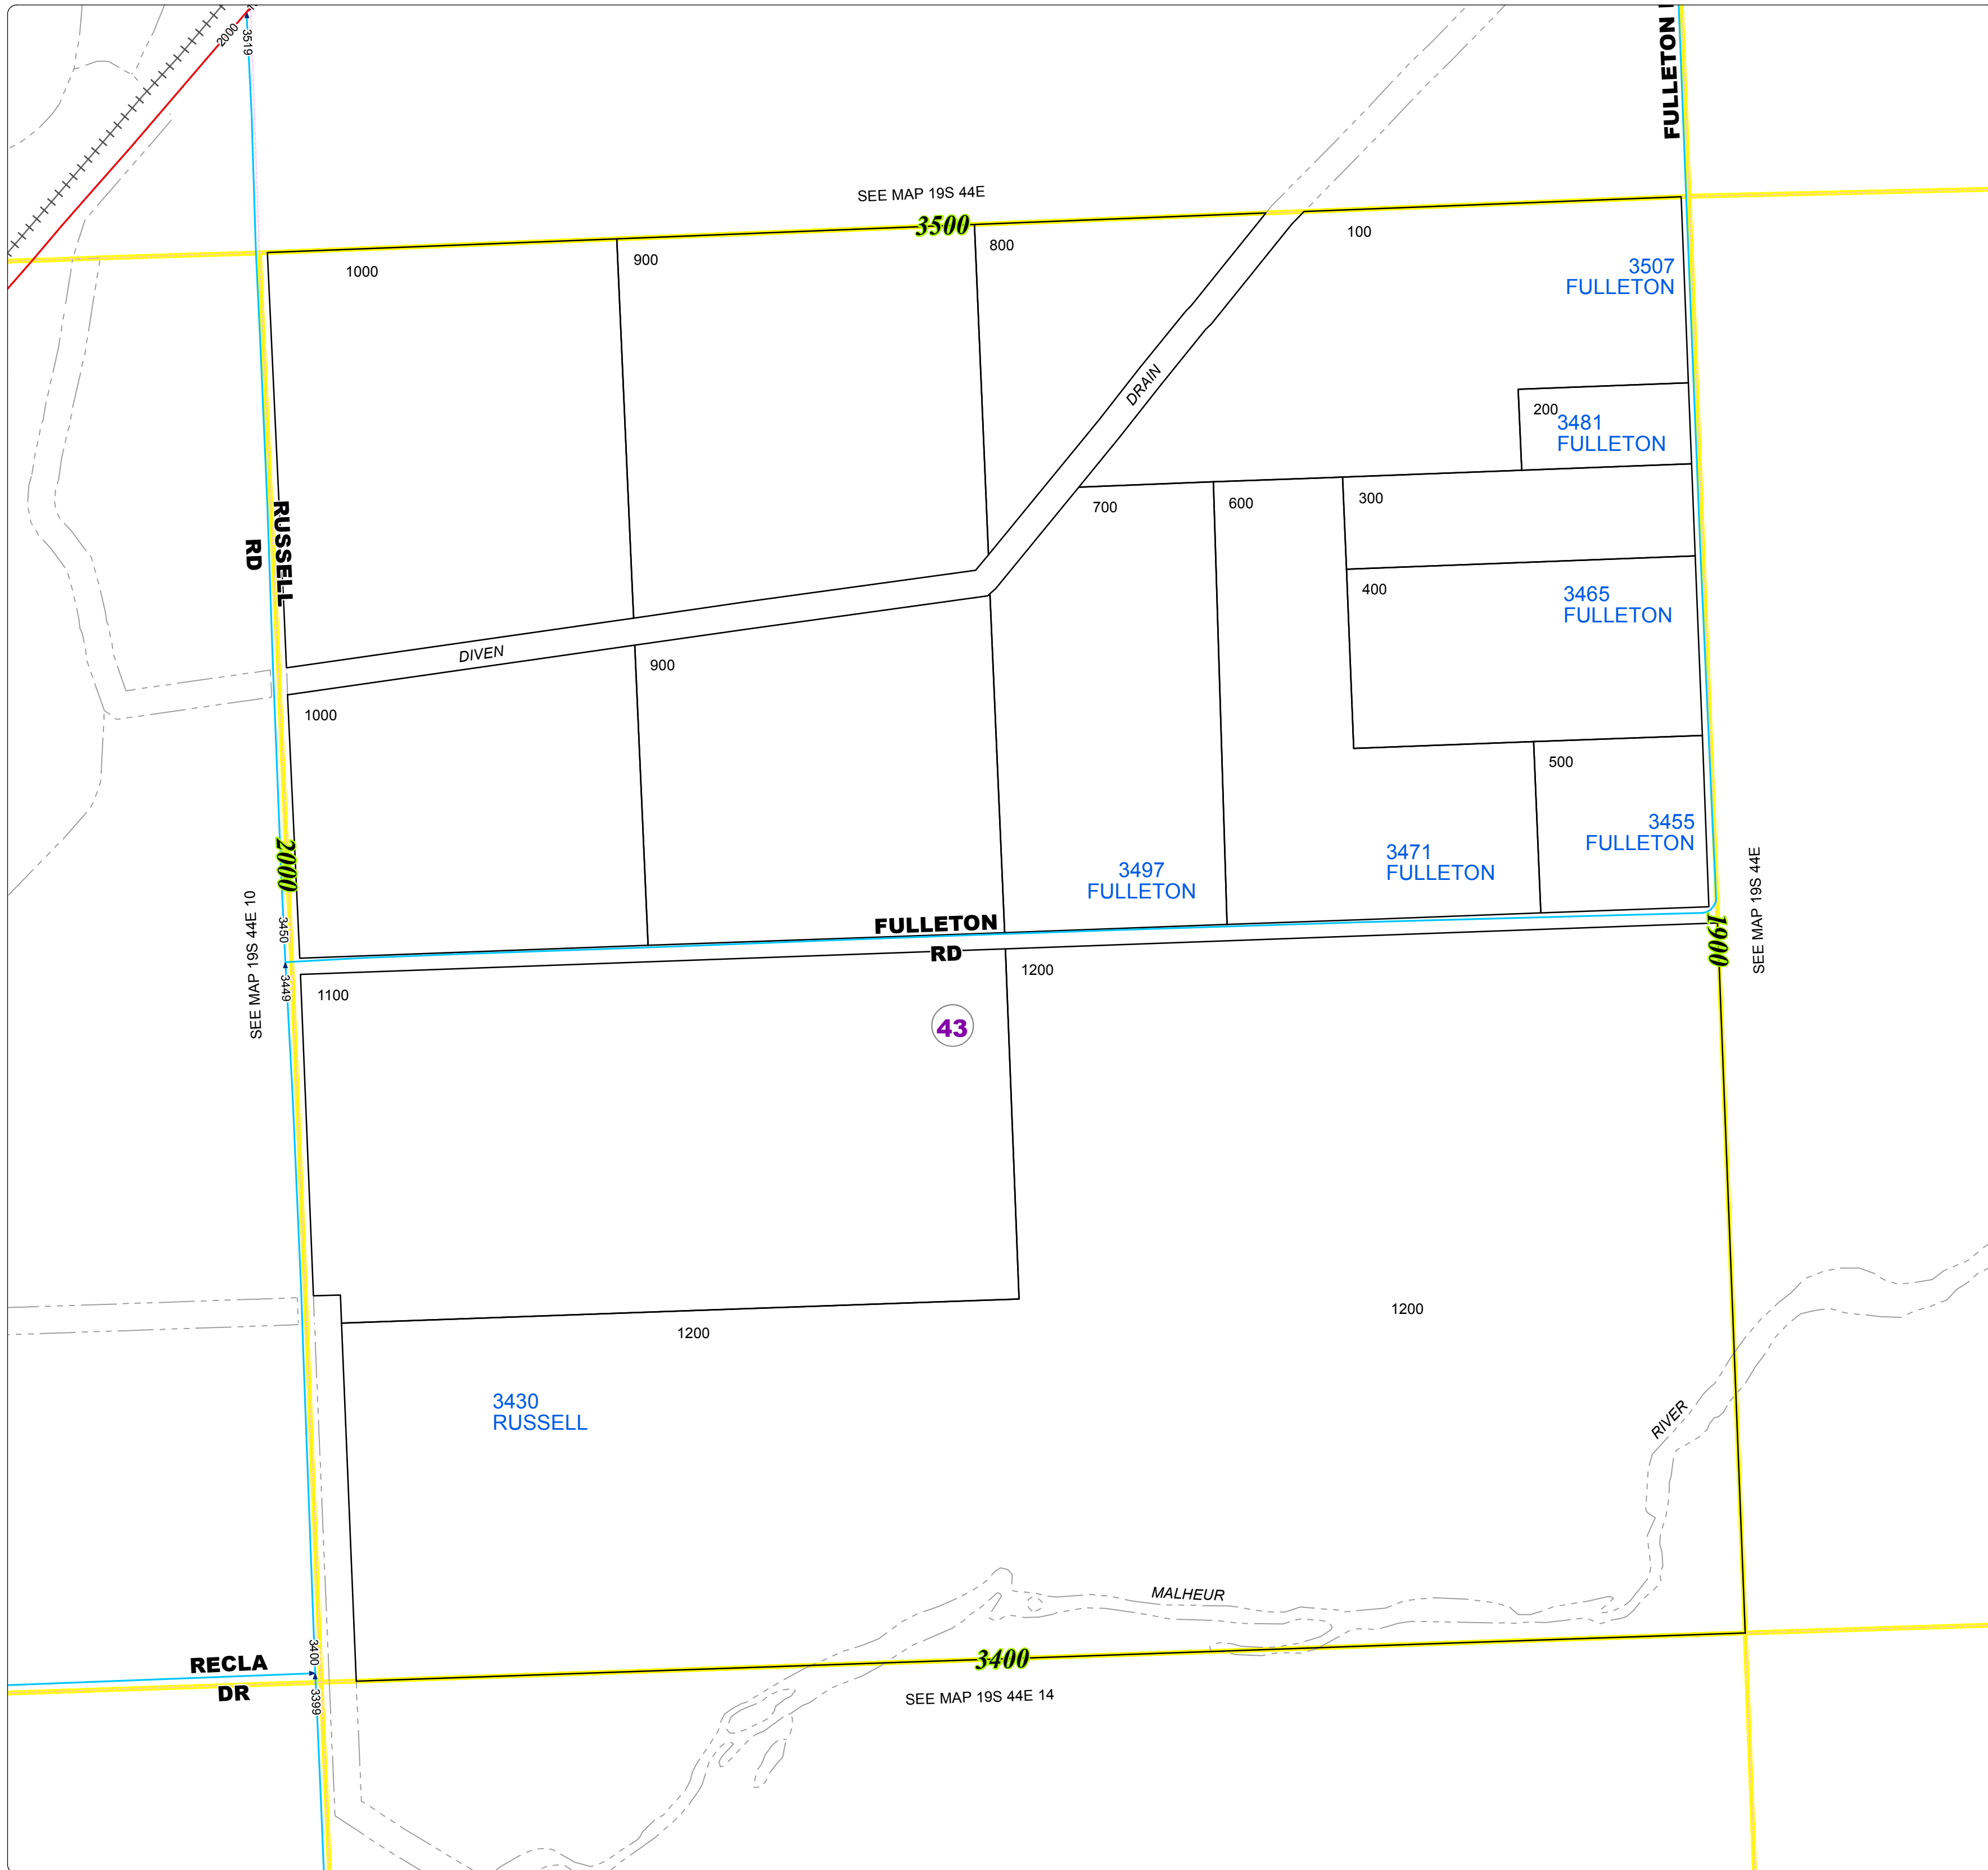 2000
3519
FULLETON
SEE MAP 19S 44E
3500
1000
900
800
100
3507
FULLETON
200
3481
FULLETON
DRAIN
700
600
300
400
3465
FULLETON
RUSSELL
RD
DIVEN
900
1000
500
3455
FULLETON
3471
FULLETON
3497
FULLETON
2000
SEE MAP 19S 44E 10
3450
3449
FULLETON
RD
1900
SEE MAP 19S 44E
1100
1200
43
1200
1200
3430
RUSSELL
RIVER
MALHEUR
3400
SEE MAP 19S 44E 14
RECLA
DR
3400
3399